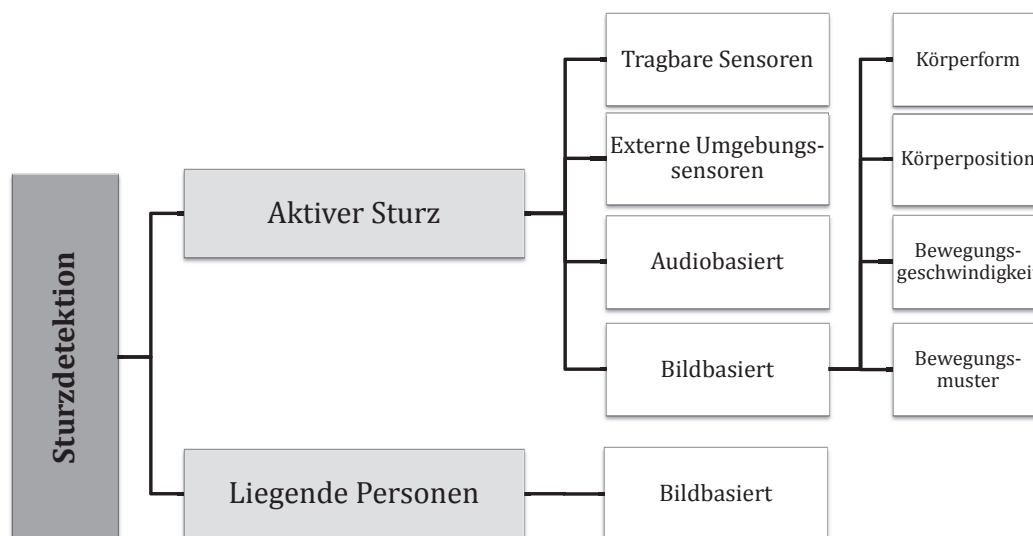 Sturzdetektion
Aktiver Sturz
Tragbare Sensoren
Externe Umgebungs-
sensoren
Audiobasiert
Bildbasiert
Körperform
Körperposition
Bewegungs-
geschwindigkeit
Bewegungs-
muster
Liegende Personen
Bildbasiert